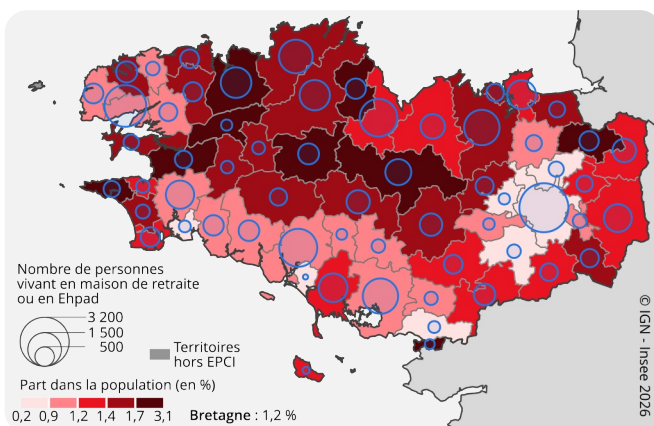 Nombre de personnes
vivant en maison de retraite
ou en Ehpad
3 200
1 500
500
Territoires
hors EPCI
Part dans la population (en %)
0,2 0,9 1,2 1,4 1,7 3,1
Bretagne : 1,2 %
© IGN - Insee 2026